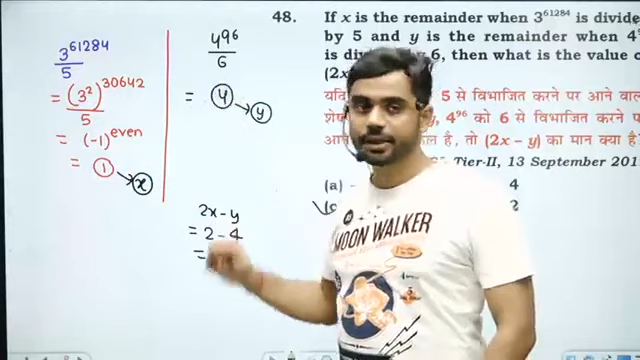 48. If x is the remainder when 3^61284 is divide
by 5 and y is the remainder when 4
is di 6, then what is the value
(2x
यदि 5 से विभाजित करने पर आने
शेष y, 4^96 को 6 से विभाजित करने पर
है, तो (2x – y) का मान क्या है
Tier-II, 13 September 201
(a) – 4
2
3^61284
5
= (3²)^30642
5
= (-1)^even
= 1 → x
4^96
6
= 4 → y
2x - y
= 2 - 4
=
MOON WALKER